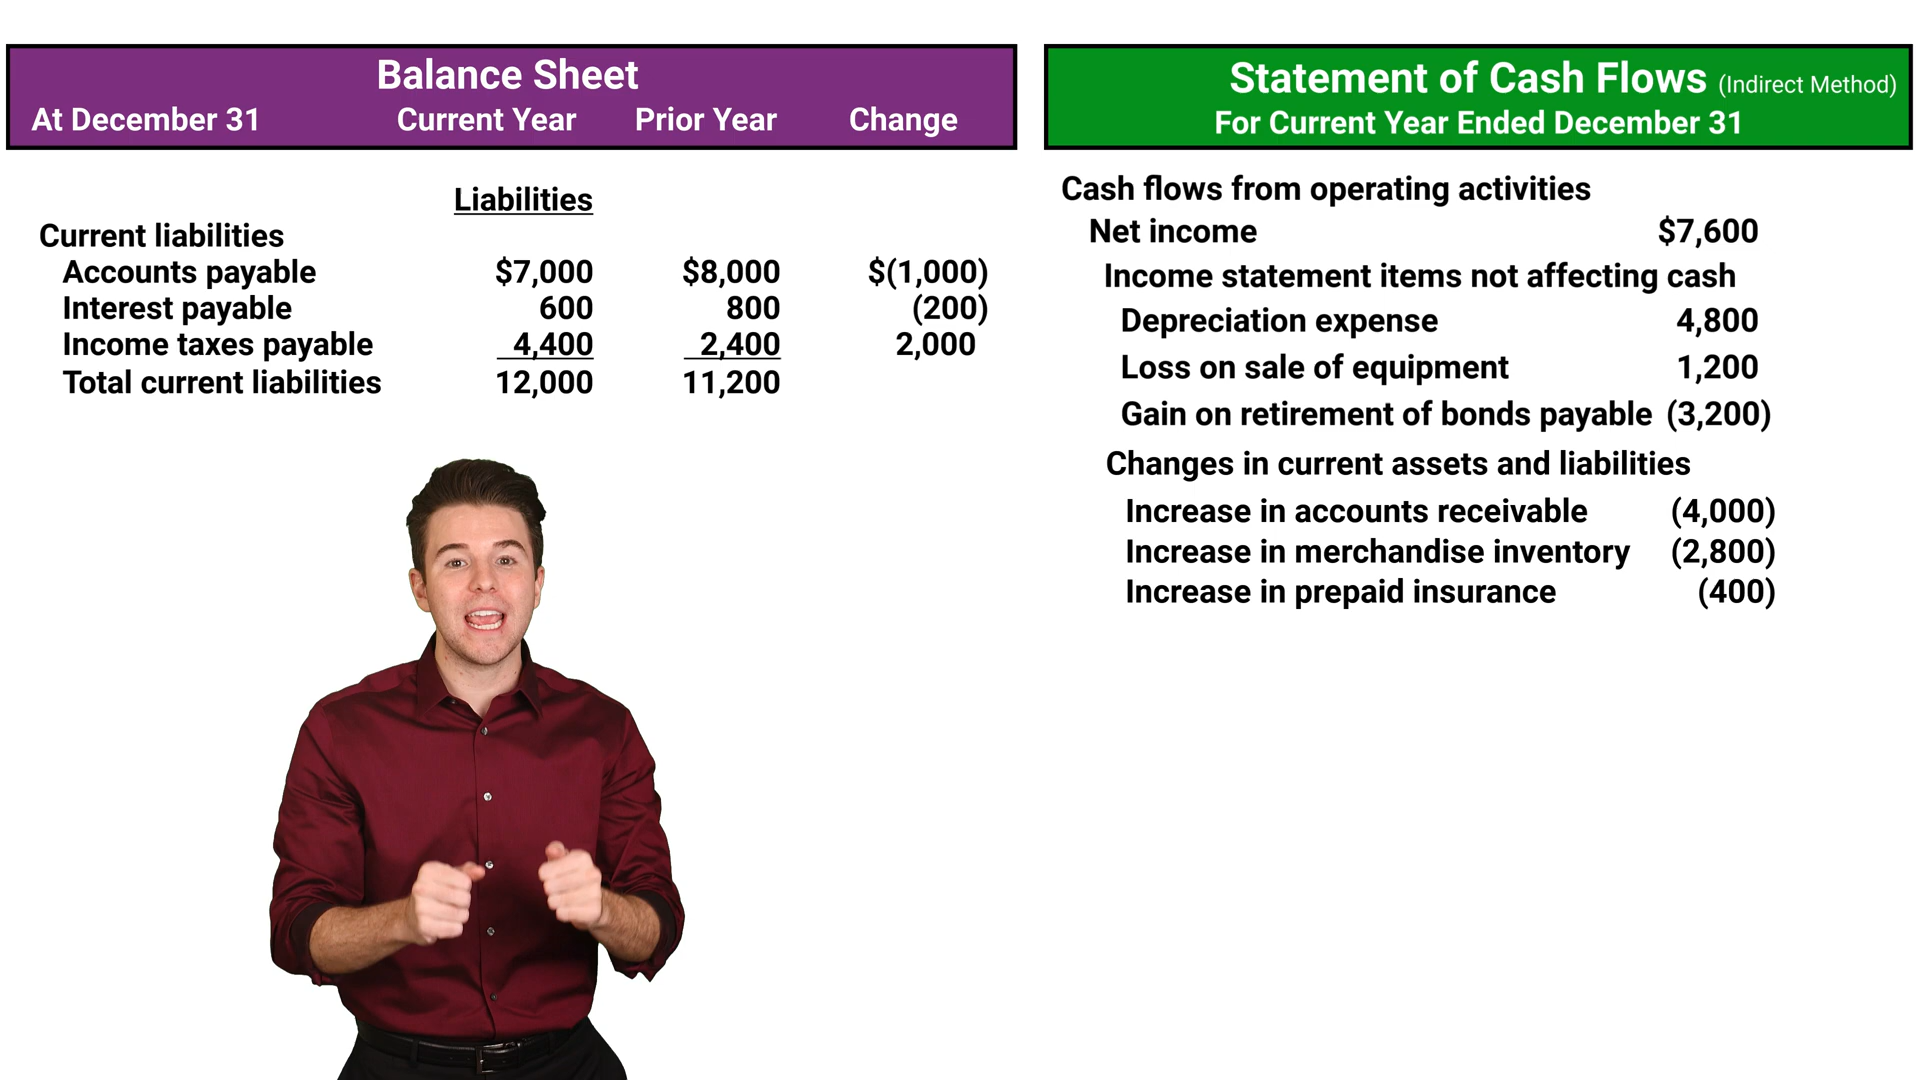 Balance Sheet
At December 31 Current Year Prior Year Change
Liabilities
Current liabilities
Accounts payable $7,000 $8,000 $(1,000)
Interest payable 600 800 (200)
Income taxes payable 4,400 2,400 2,000
Total current liabilities 12,000 11,200
Statement of Cash Flows (Indirect Method)
For Current Year Ended December 31
Cash flows from operating activities
Net income $7,600
Income statement items not affecting cash
Depreciation expense 4,800
Loss on sale of equipment 1,200
Gain on retirement of bonds payable (3,200)
Changes in current assets and liabilities
Increase in accounts receivable (4,000)
Increase in merchandise inventory (2,800)
Increase in prepaid insurance (400)